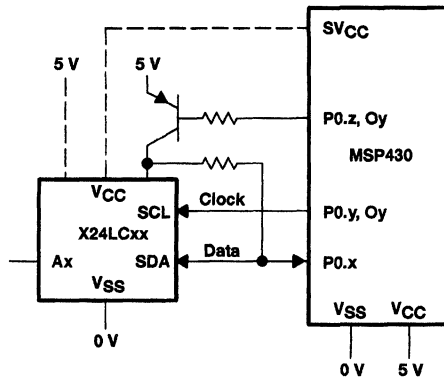 SVCC
5 V
5 V
P0.z, Oy
MSP430
VCC
SCL
Clock
P0.y, Oy
X24LCxx
Ax
SDA
Data
P0.x
VSS
VSS
VCC
0 V
0 V
5 V